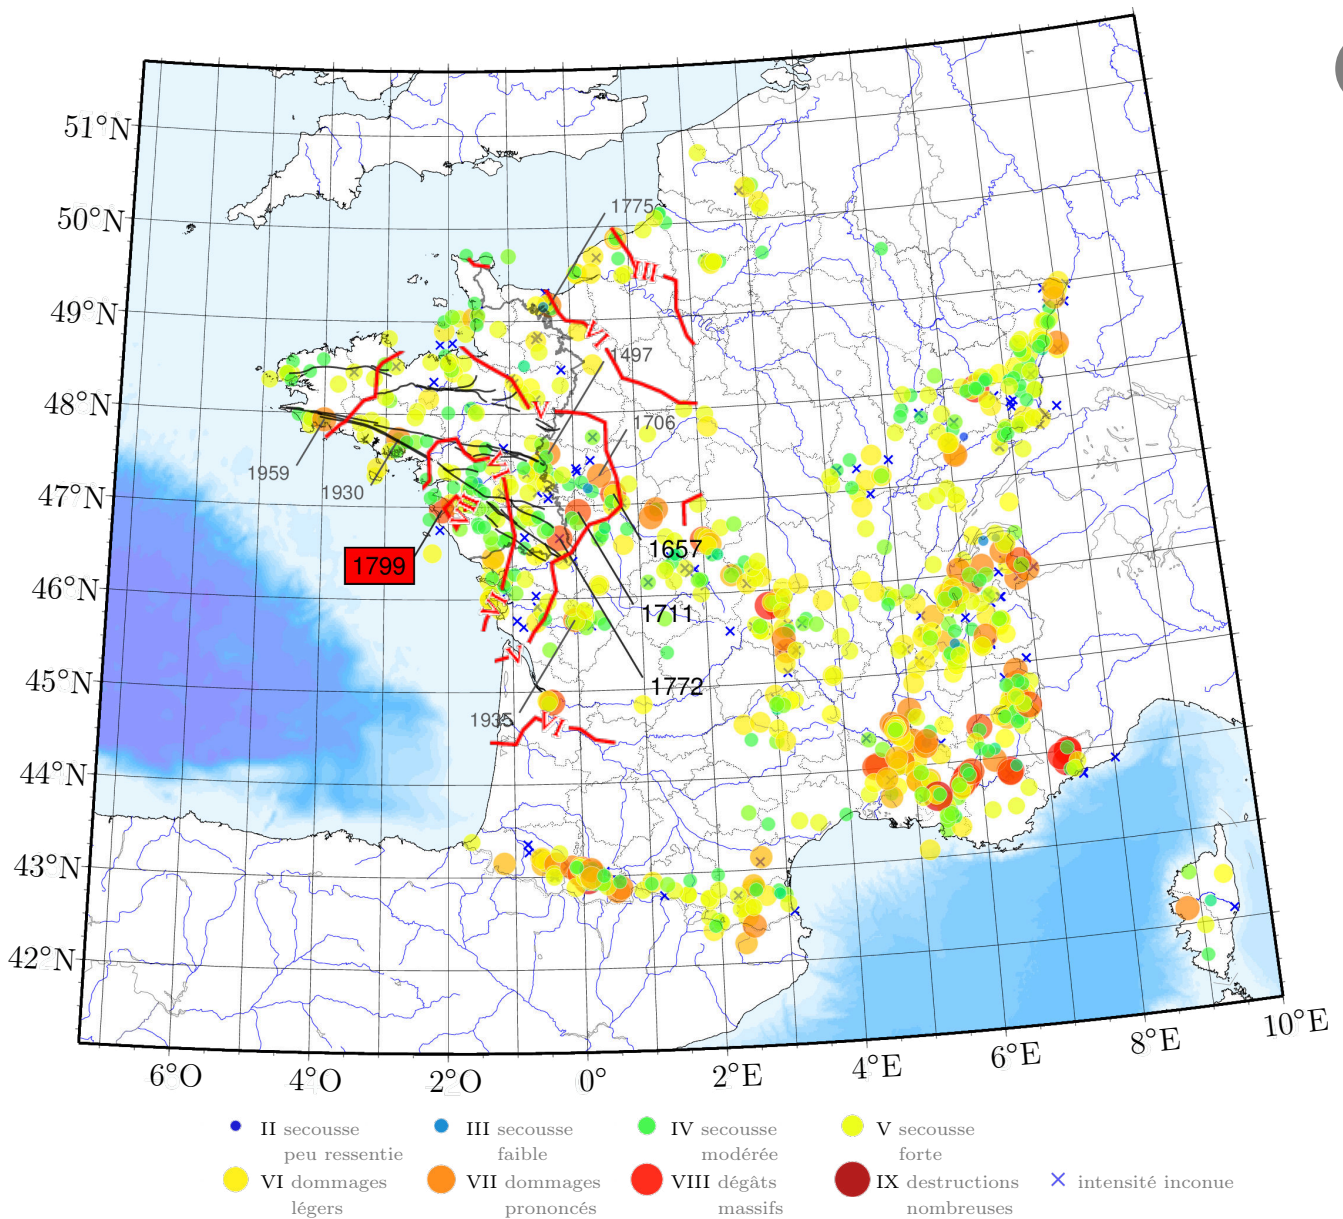 51°N
50°N
49°N
48°N
47°N
46°N
45°N
44°N
43°N
42°N
1775
III
VI
1497
V
1706
1959
1930
VI
VII
1799
1657
1711
VI
V
1772
1935
VI
6°O
4°O
2°O
0°
2°E
4°E
6°E
8°E
10°E
II secousse
peu ressentie
III secousse
faible
IV secousse
modérée
V secousse
forte
VI dommages
légers
VII dommages
prononcés
VIII dégâts
massifs
IX destructions
nombreuses
intensité inconue